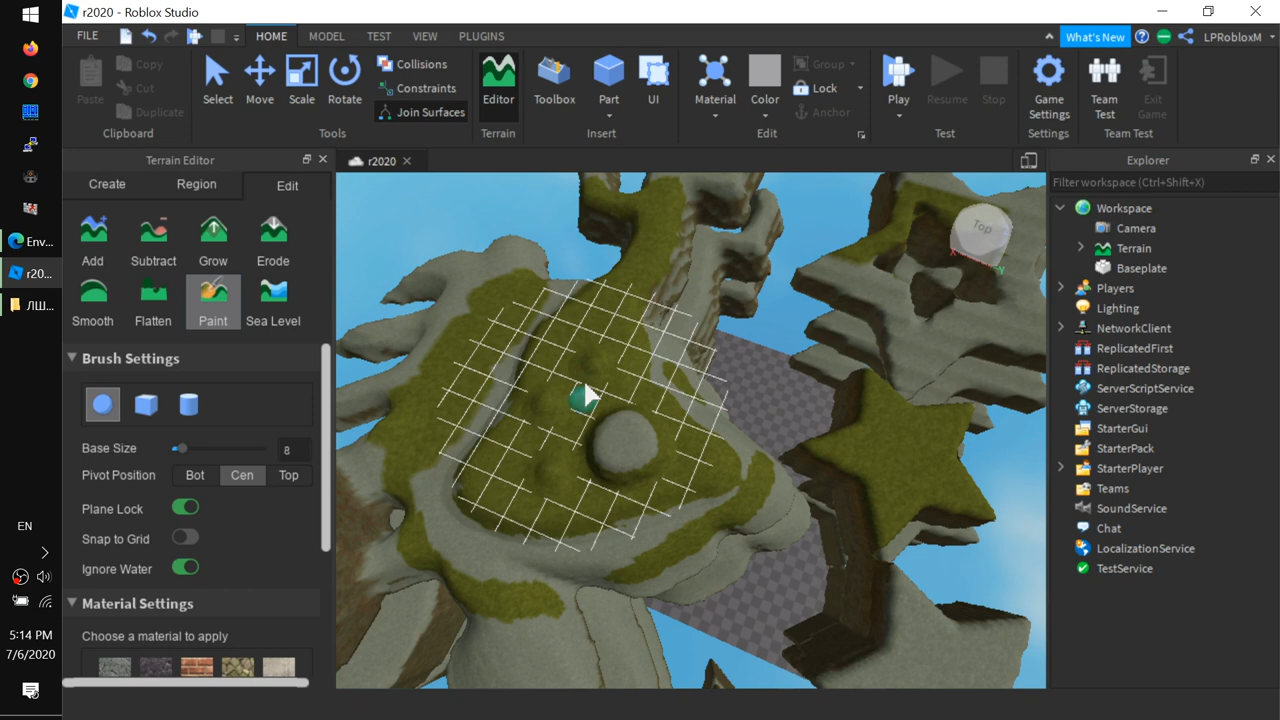 r2020 - Roblox Studio
FILE HOME MODEL TEST VIEW PLUGINS What's New LPRobloxM
Paste Copy Cut Duplicate Clipboard
Select Move Scale Rotate Collisions Constraints Join Surfaces Tools
Editor Terrain
Toolbox Part UI Insert
Material Color Group Lock Anchor Edit
Play Resume Stop Test
Game Settings Settings
Team Test Exit Game Team Test
Terrain Editor
Create Region Edit
Add Subtract Grow Erode
Smooth Flatten Paint Sea Level
Brush Settings
Base Size 8
Pivot Position Bot Cen Top
Plane Lock
Snap to Grid
Ignore Water
Material Settings
Choose a material to apply
r2020
Top
X Y
Explorer
Filter workspace (Ctrl+Shift+X)
Workspace
Camera
Terrain
Baseplate
Players
Lighting
NetworkClient
ReplicatedFirst
ReplicatedStorage
ServerScriptService
ServerStorage
StarterGui
StarterPack
StarterPlayer
Teams
SoundService
Chat
LocalizationService
TestService
Env...
r20...
ЛШ...
EN
5:14 PM
7/6/2020